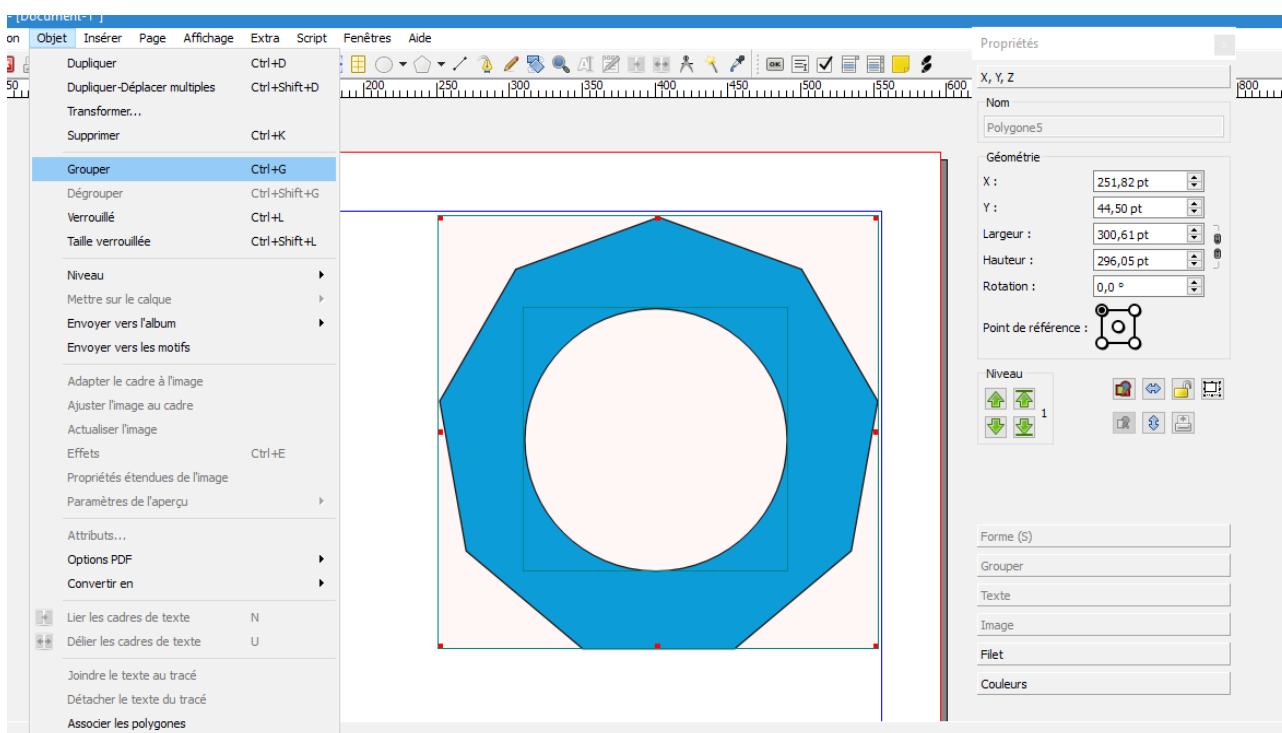 - [Document-1 ]
on Objet Insérer Page Affichage Extra Script Fenêtres Aide
Dupliquer Ctrl+D
Dupliquer-Déplacer multiples Ctrl+Shift+D
Transformer...
Supprimer Ctrl+K
Grouper Ctrl+G
Dégrouper Ctrl+Shift+G
Verrouillé Ctrl+L
Taille verrouillée Ctrl+Shift+L
Niveau
Mettre sur le calque
Envoyer vers l'album
Envoyer vers les motifs
Adapter le cadre à l'image
Ajuster l'image au cadre
Actualiser l'image
Effets Ctrl+E
Propriétés étendues de l'image
Paramètres de l'aperçu
Attributs...
Options PDF
Convertir en
Lier les cadres de texte N
Délier les cadres de texte U
Joindre le texte au tracé
Détacher le texte du tracé
Associer les polygones
50 200 250 300 350 400 450 500 550 600 800
OK
Propriétés
X, Y, Z
Nom
Polygone5
Géométrie
X : 251,82 pt
Y : 44,50 pt
Largeur : 300,61 pt
Hauteur : 296,05 pt
Rotation : 0,0 °
Point de référence :
Niveau
1
Forme (S)
Grouper
Texte
Image
Filet
Couleurs